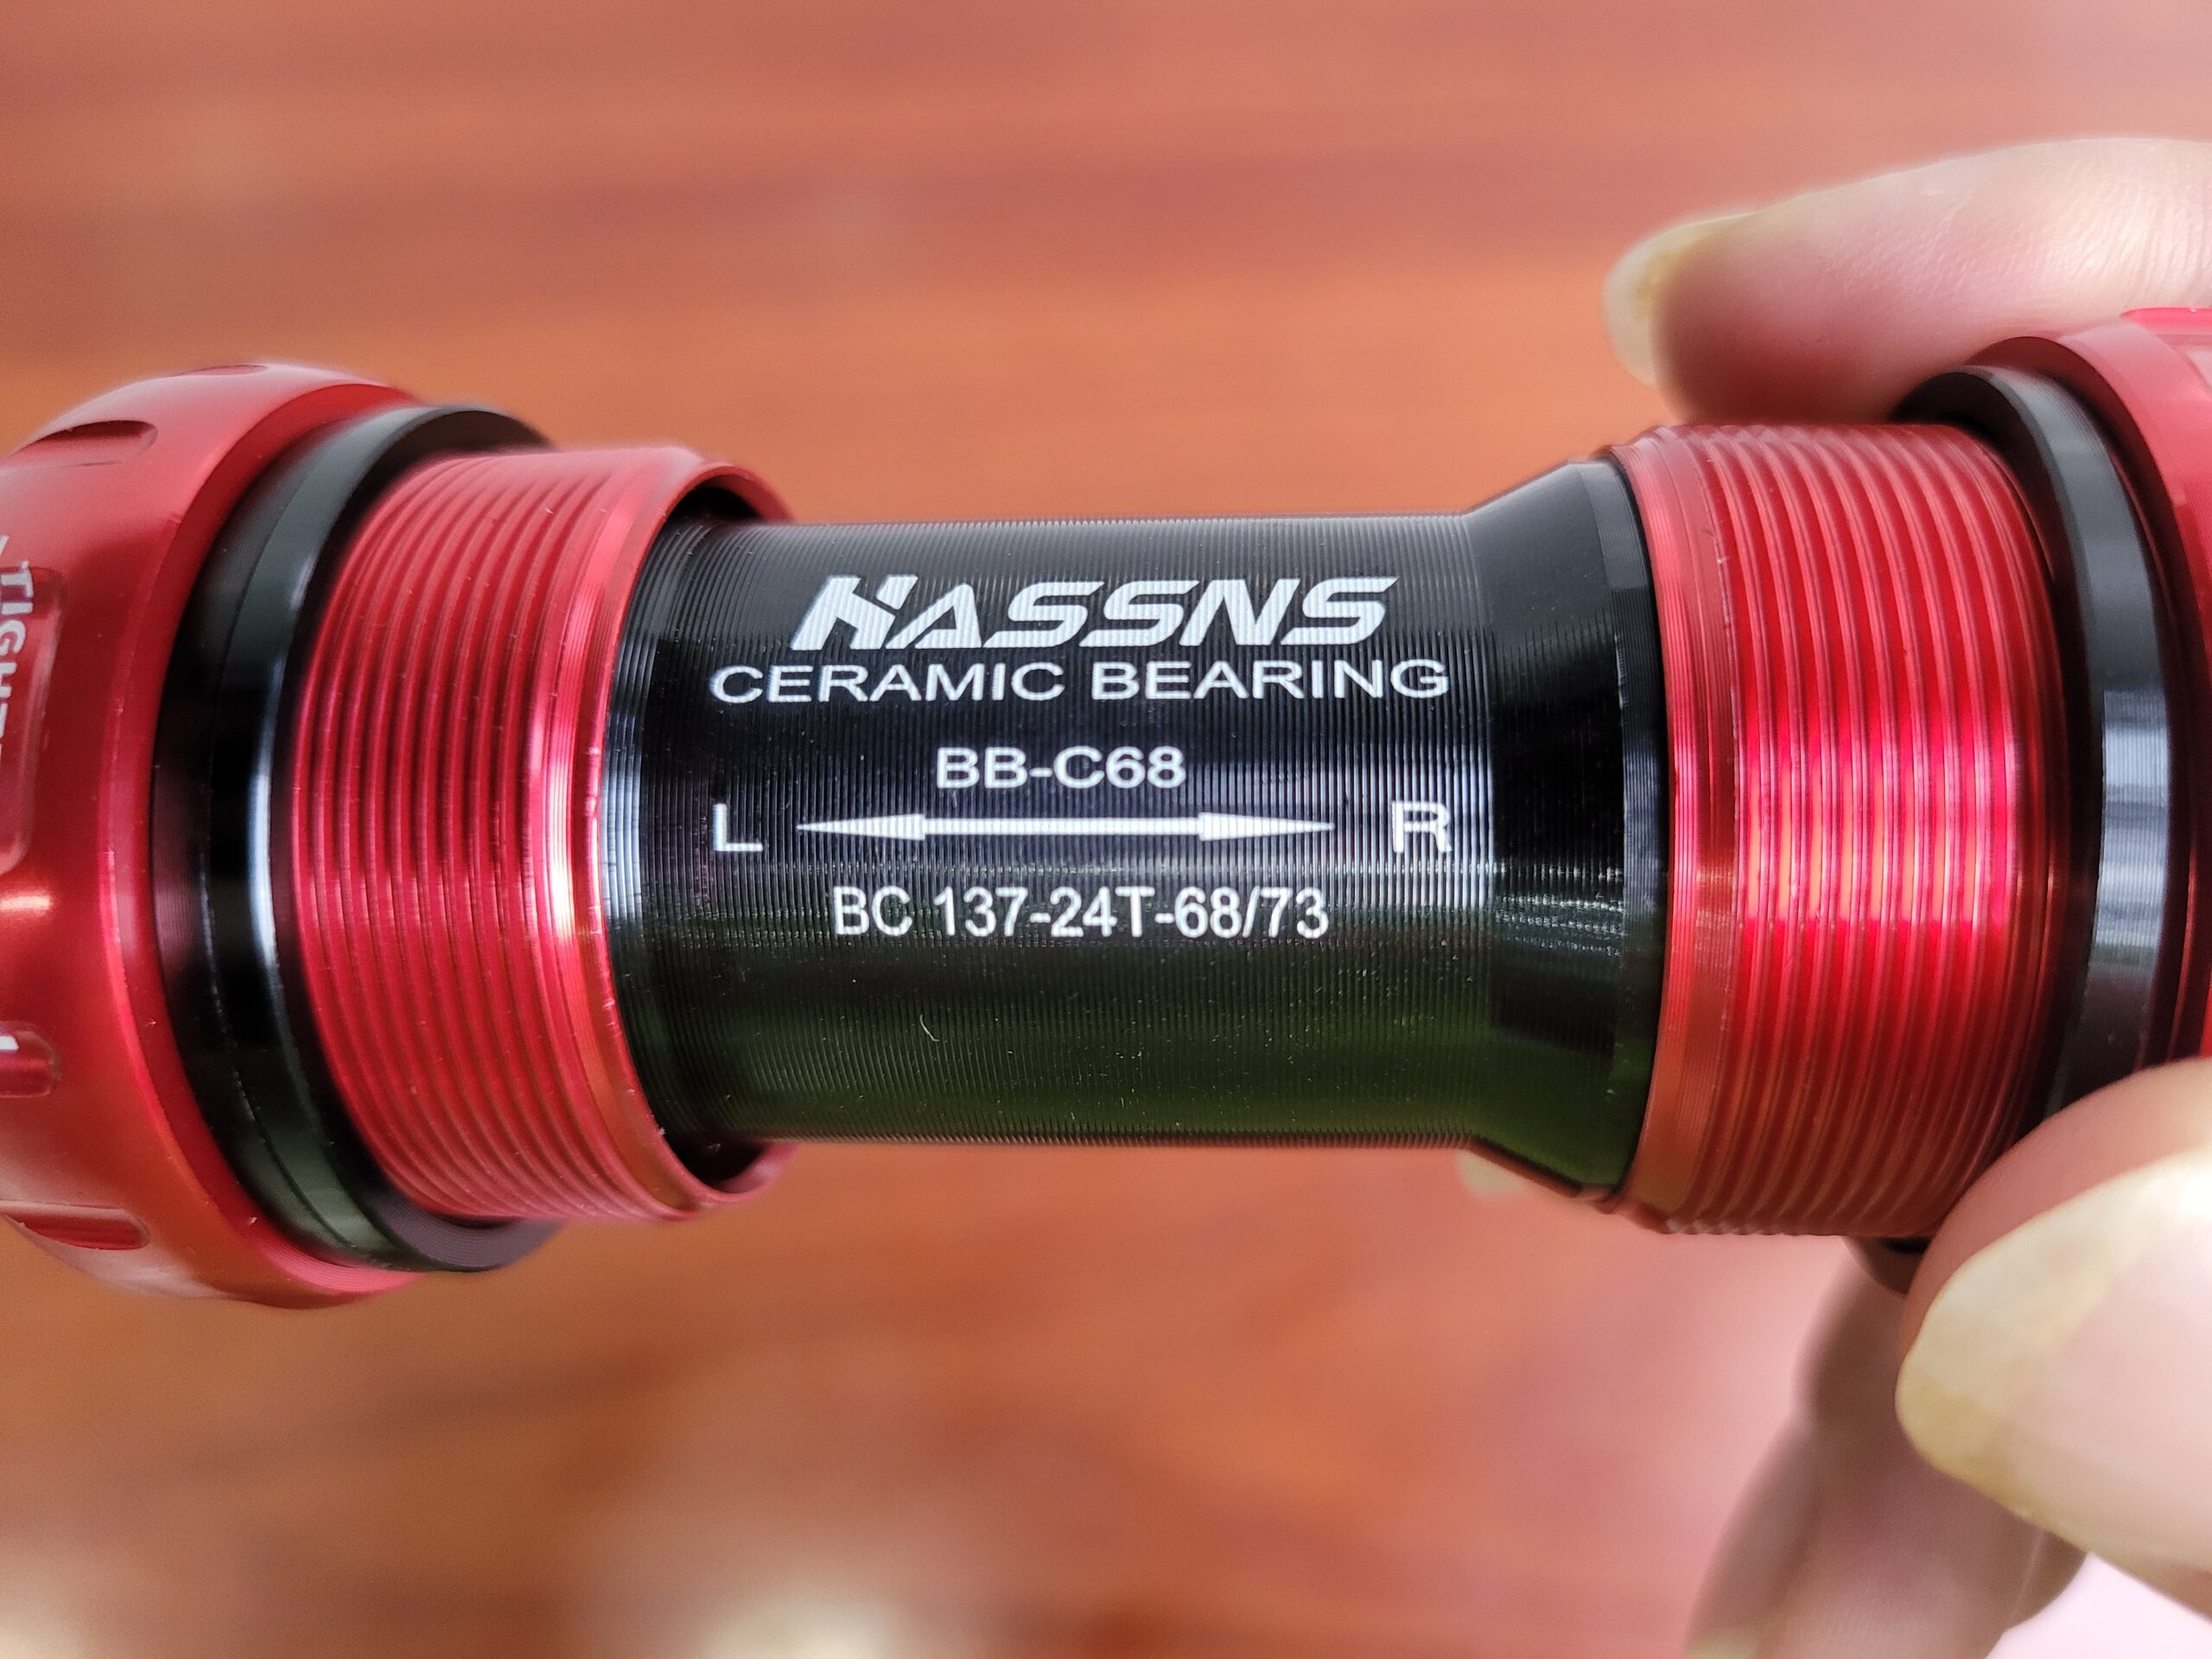 HASSNS
CERAMIC BEARING
BB-C68
L R
BC 137-24T-68/73